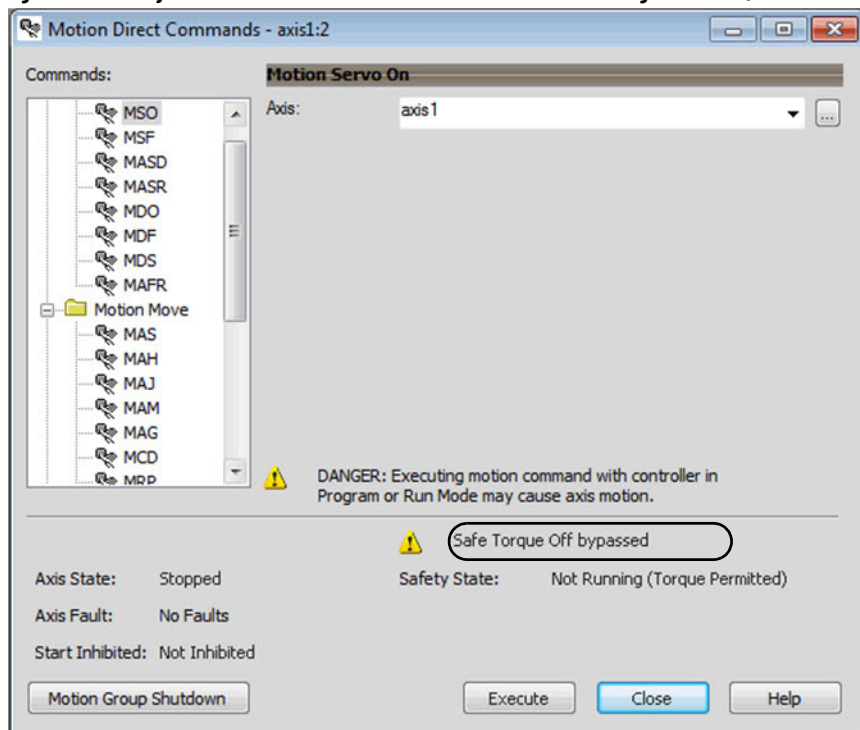 Motion Direct Commands - axis1:2
Commands:
Motion Servo On
MSO
MSF
MASD
MASR
MDO
MDF
MDS
MAFR
Motion Move
MAS
MAH
MAJ
MAM
MAG
MCD
MRP
Axis:
axis1
...
DANGER: Executing motion command with controller in
Program or Run Mode may cause axis motion.
Safe Torque Off bypassed
Axis State: Stopped
Safety State: Not Running (Torque Permitted)
Axis Fault: No Faults
Start Inhibited: Not Inhibited
Motion Group Shutdown
Execute
Close
Help